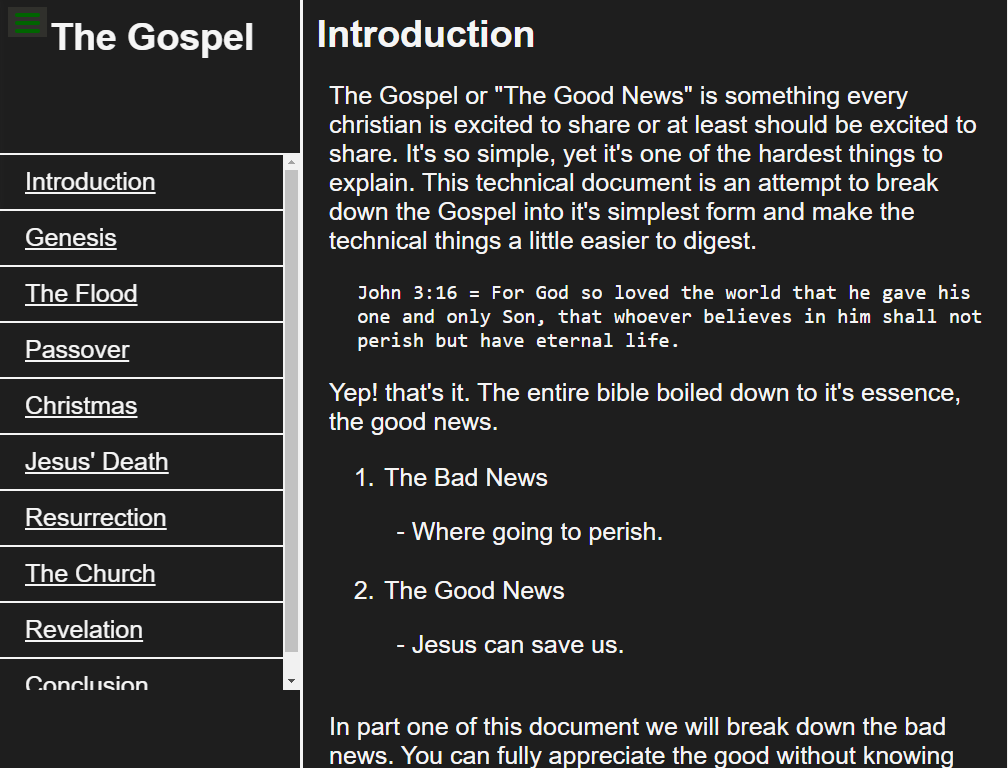 The Gospel
Introduction
Genesis
The Flood
Passover
Christmas
Jesus' Death
Resurrection
The Church
Revelation
Conclusion
Introduction
The Gospel or "The Good News" is something every
christian is excited to share or at least should be excited to
share. It's so simple, yet it's one of the hardest things to
explain. This technical document is an attempt to break
down the Gospel into it's simplest form and make the
technical things a little easier to digest.
John 3:16 = For God so loved the world that he gave his
one and only Son, that whoever believes in him shall not
perish but have eternal life.
Yep! that's it. The entire bible boiled down to it's essence,
the good news.
1. The Bad News
- Where going to perish.
2. The Good News
- Jesus can save us.
In part one of this document we will break down the bad
news. You can fully appreciate the good without knowing